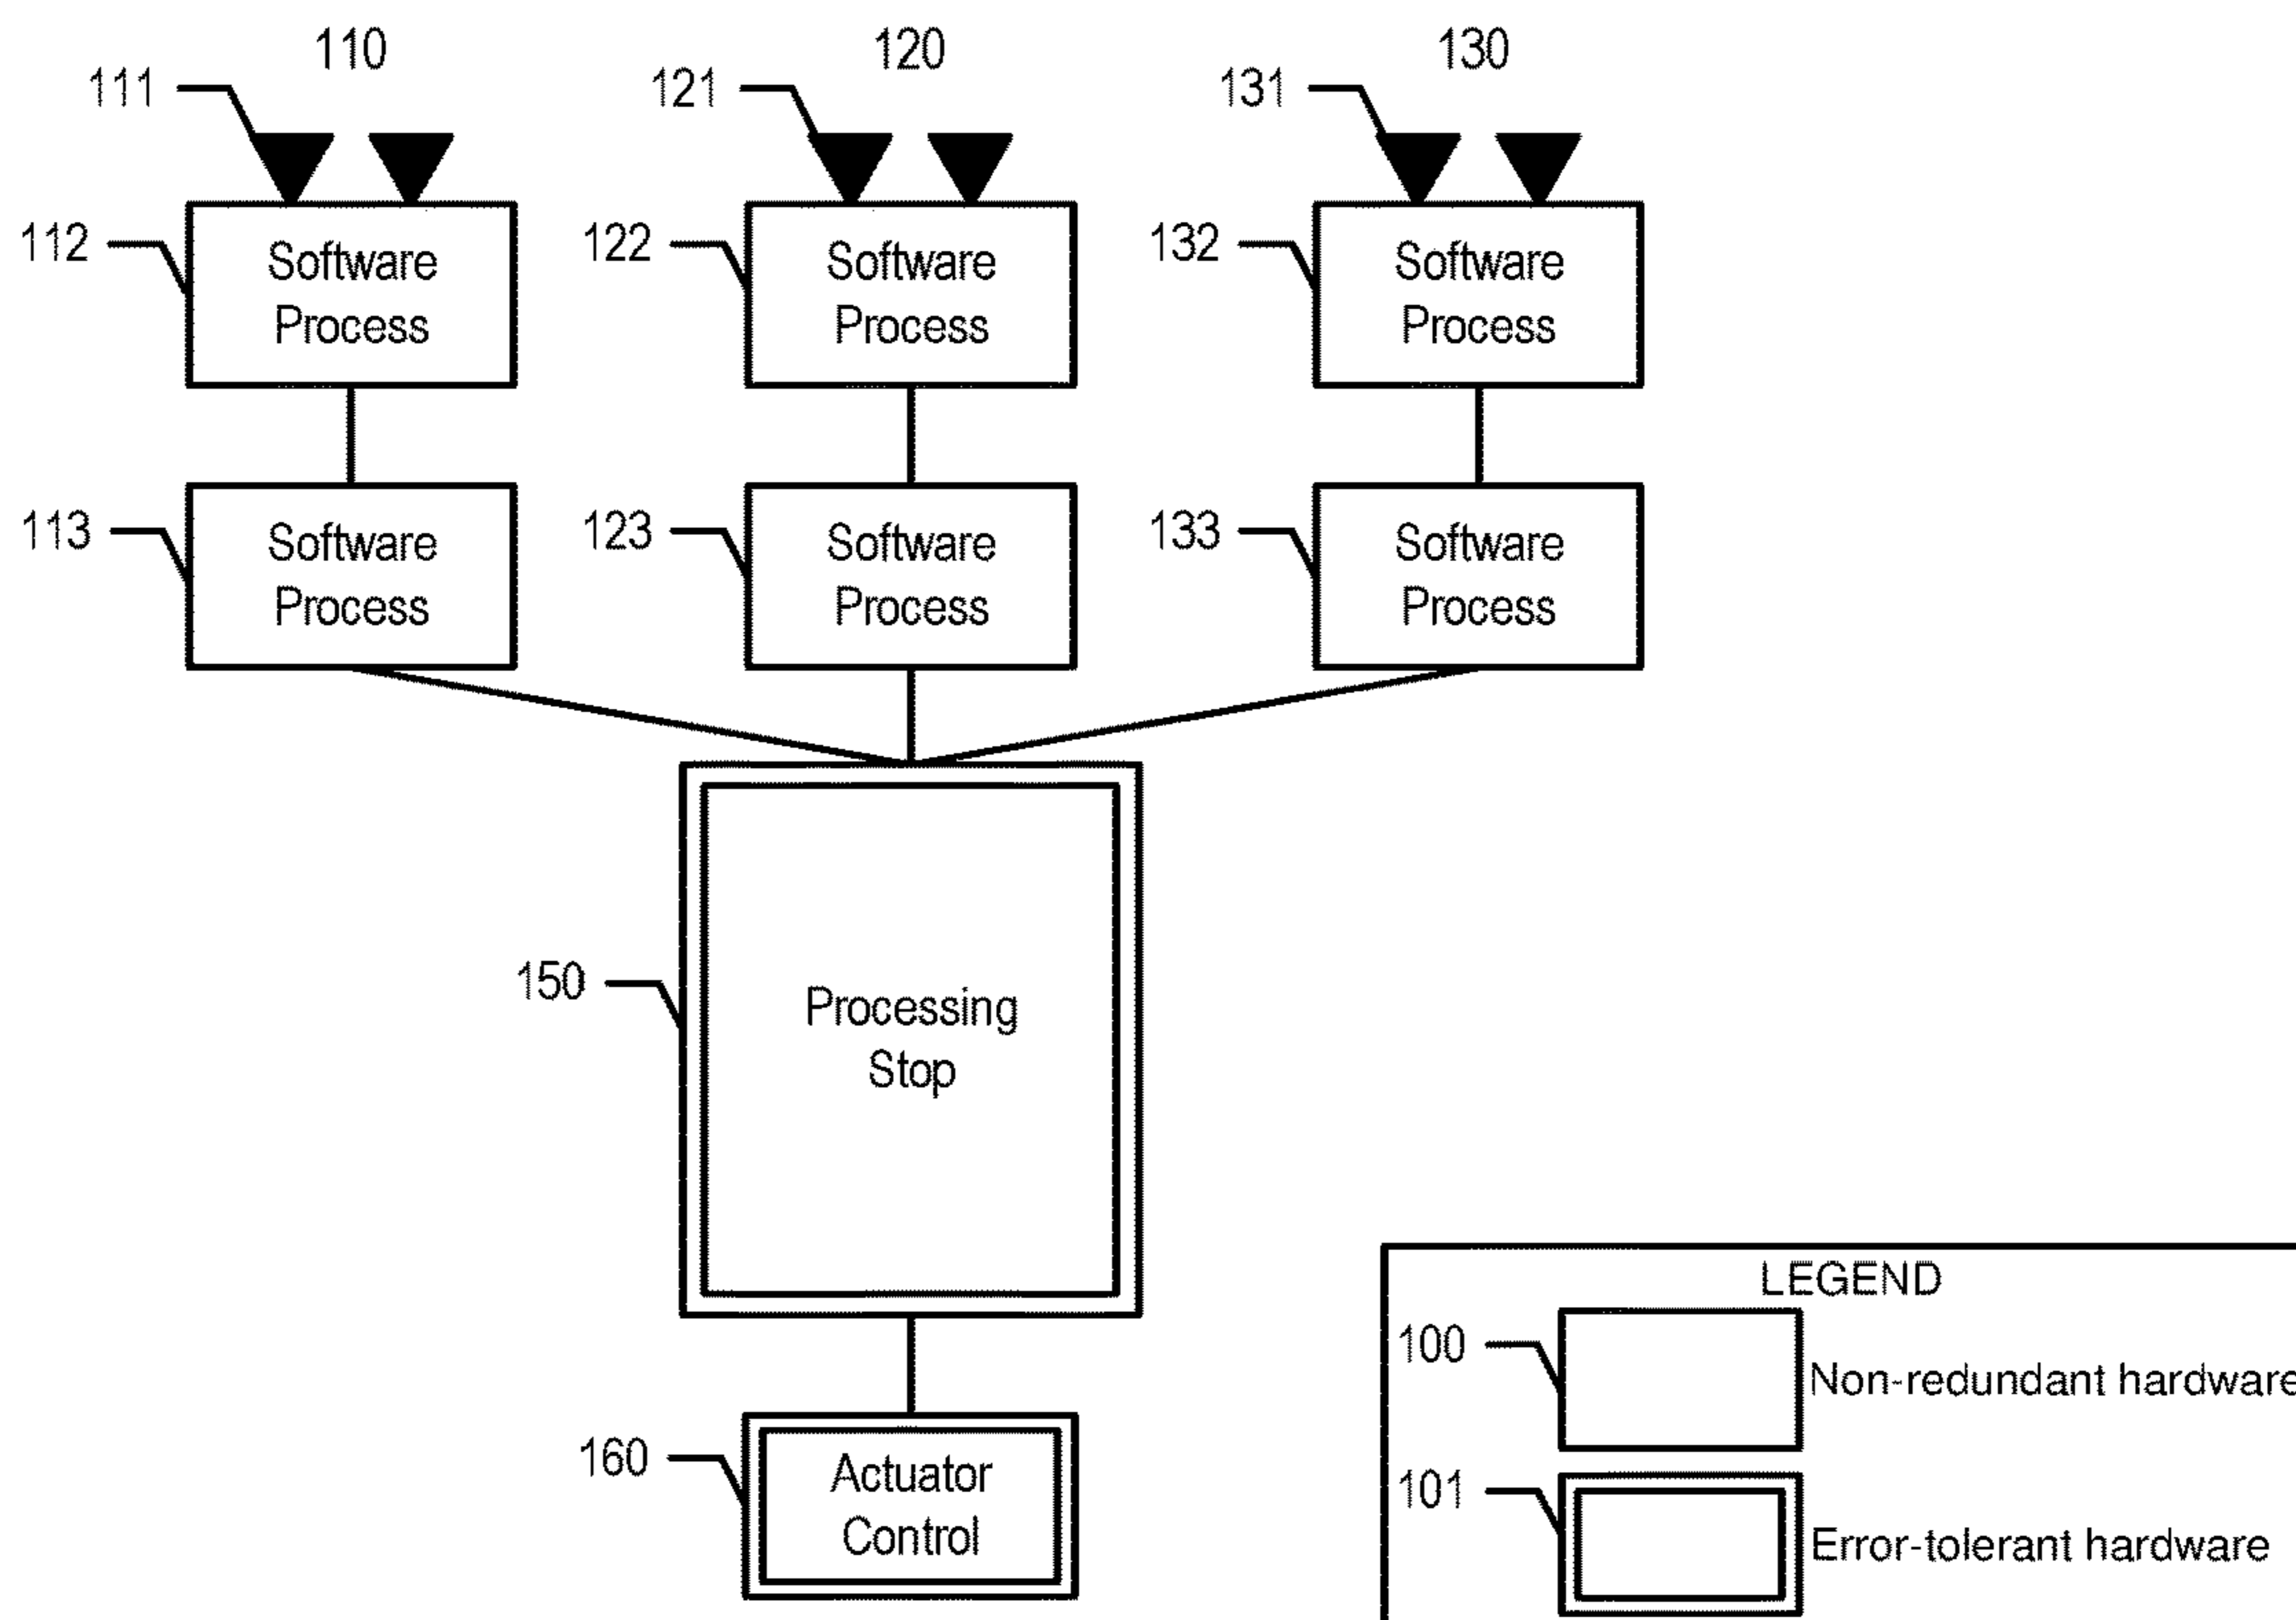 110 120 130
111 121 131
112 Software 122 Software 132 Software
Process Process Process
113 Software 123 Software 133 Software
Process Process Process
150 Processing
Stop
LEGEND
100 Non-redundant hardware
160 Actuator
Control
101 Error-tolerant hardware